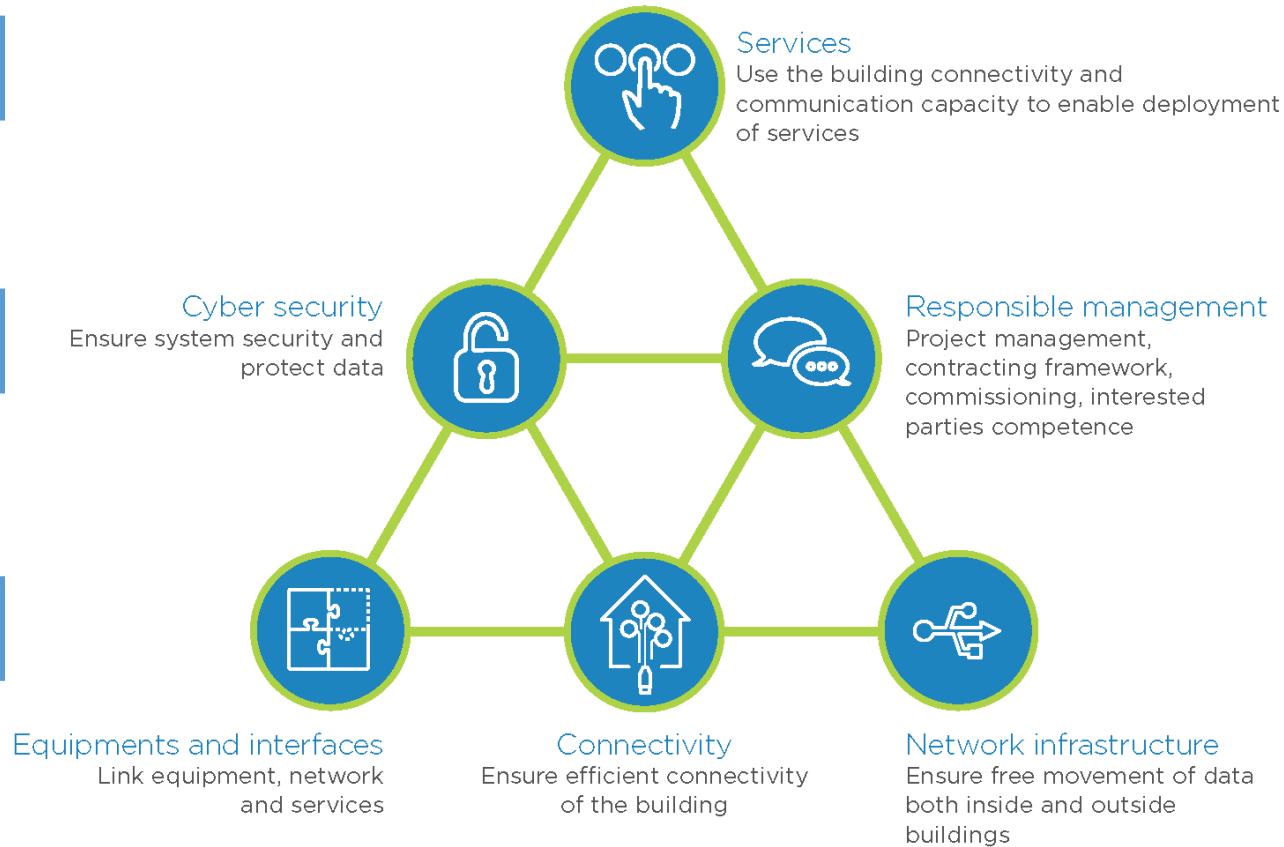 Services
Use the building connectivity and
communication capacity to enable deployment
of services
Cyber security
Ensure system security and
protect data
Responsible management
Project management,
contracting framework,
commissioning, interested
parties competence
Equipments and interfaces
Link equipment, network
and services
Connectivity
Ensure efficient connectivity
of the building
Network infrastructure
Ensure free movement of data
both inside and outside
buildings